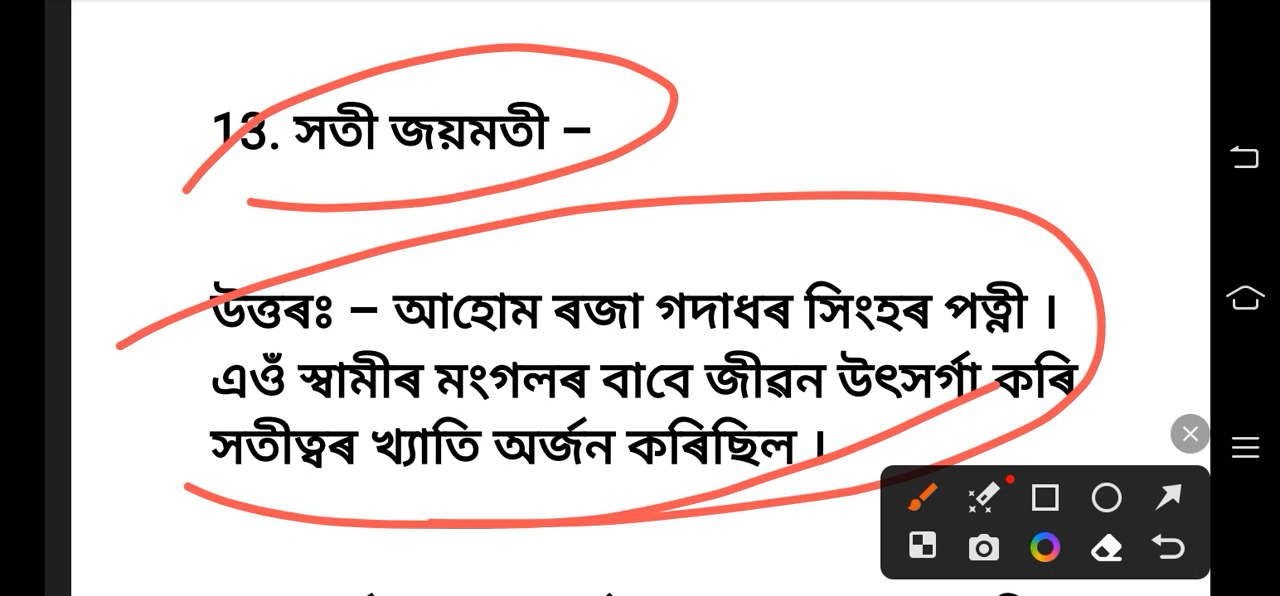 13. সতী জয়মতী –
উত্তৰঃ – আহোম ৰজা গদাধৰ সিংহৰ পত্নী ।
এওঁ স্বামীৰ মংগলৰ বাবে জীৱন উৎসৰ্গা কৰি
সতীত্বৰ খ্যাতি অৰ্জন কৰিছিল ।